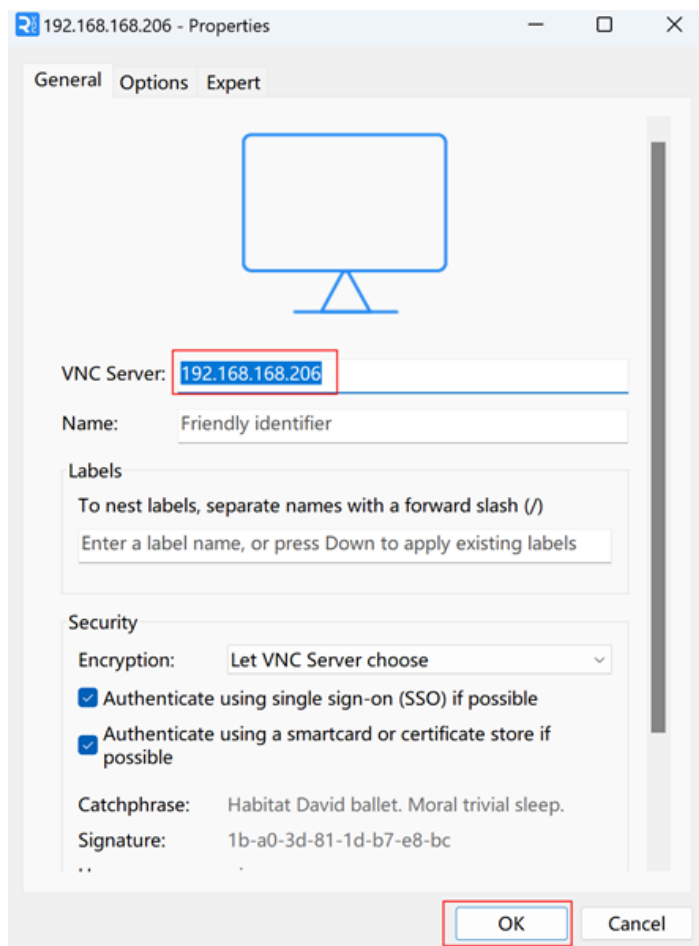 192.168.168.206 - Properties
General Options Expert
VNC Server: 192.168.168.206
Name: Friendly identifier
Labels
To nest labels, separate names with a forward slash (/)
Enter a label name, or press Down to apply existing labels
Security
Encryption: Let VNC Server choose
Authenticate using single sign-on (SSO) if possible
Authenticate using a smartcard or certificate store if
possible
Catchphrase: Habitat David ballet. Moral trivial sleep.
Signature: 1b-a0-3d-81-1d-b7-e8-bc
OK Cancel